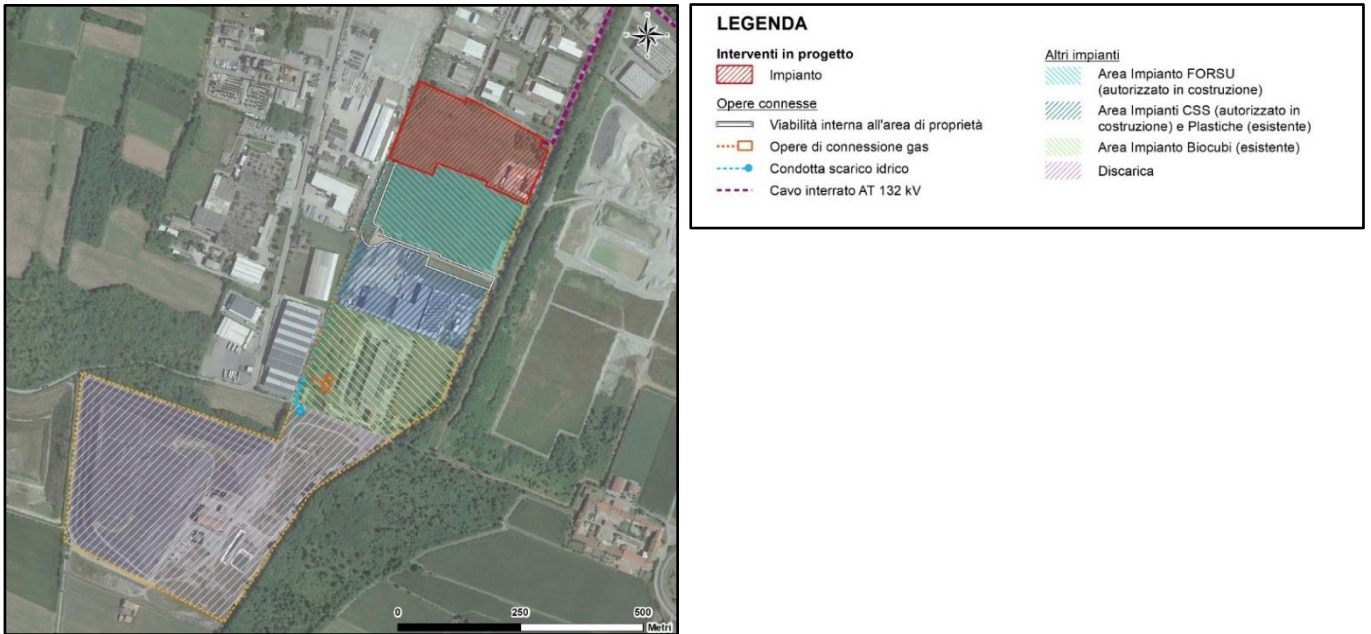 0 250 500
Metri
LEGENDA
Interventi in progetto
Impianto
Opere connesse
Viabilità interna all'area di proprietà
Opere di connessione gas
Condotta scarico idrico
Cavo interrato AT 132 kV
Altri impianti
Area Impianto FORSU
(autorizzato in costruzione)
Area Impianti CSS (autorizzato in
costruzione) e Plastiche (esistente)
Area Impianto Biocubi (esistente)
Discarica